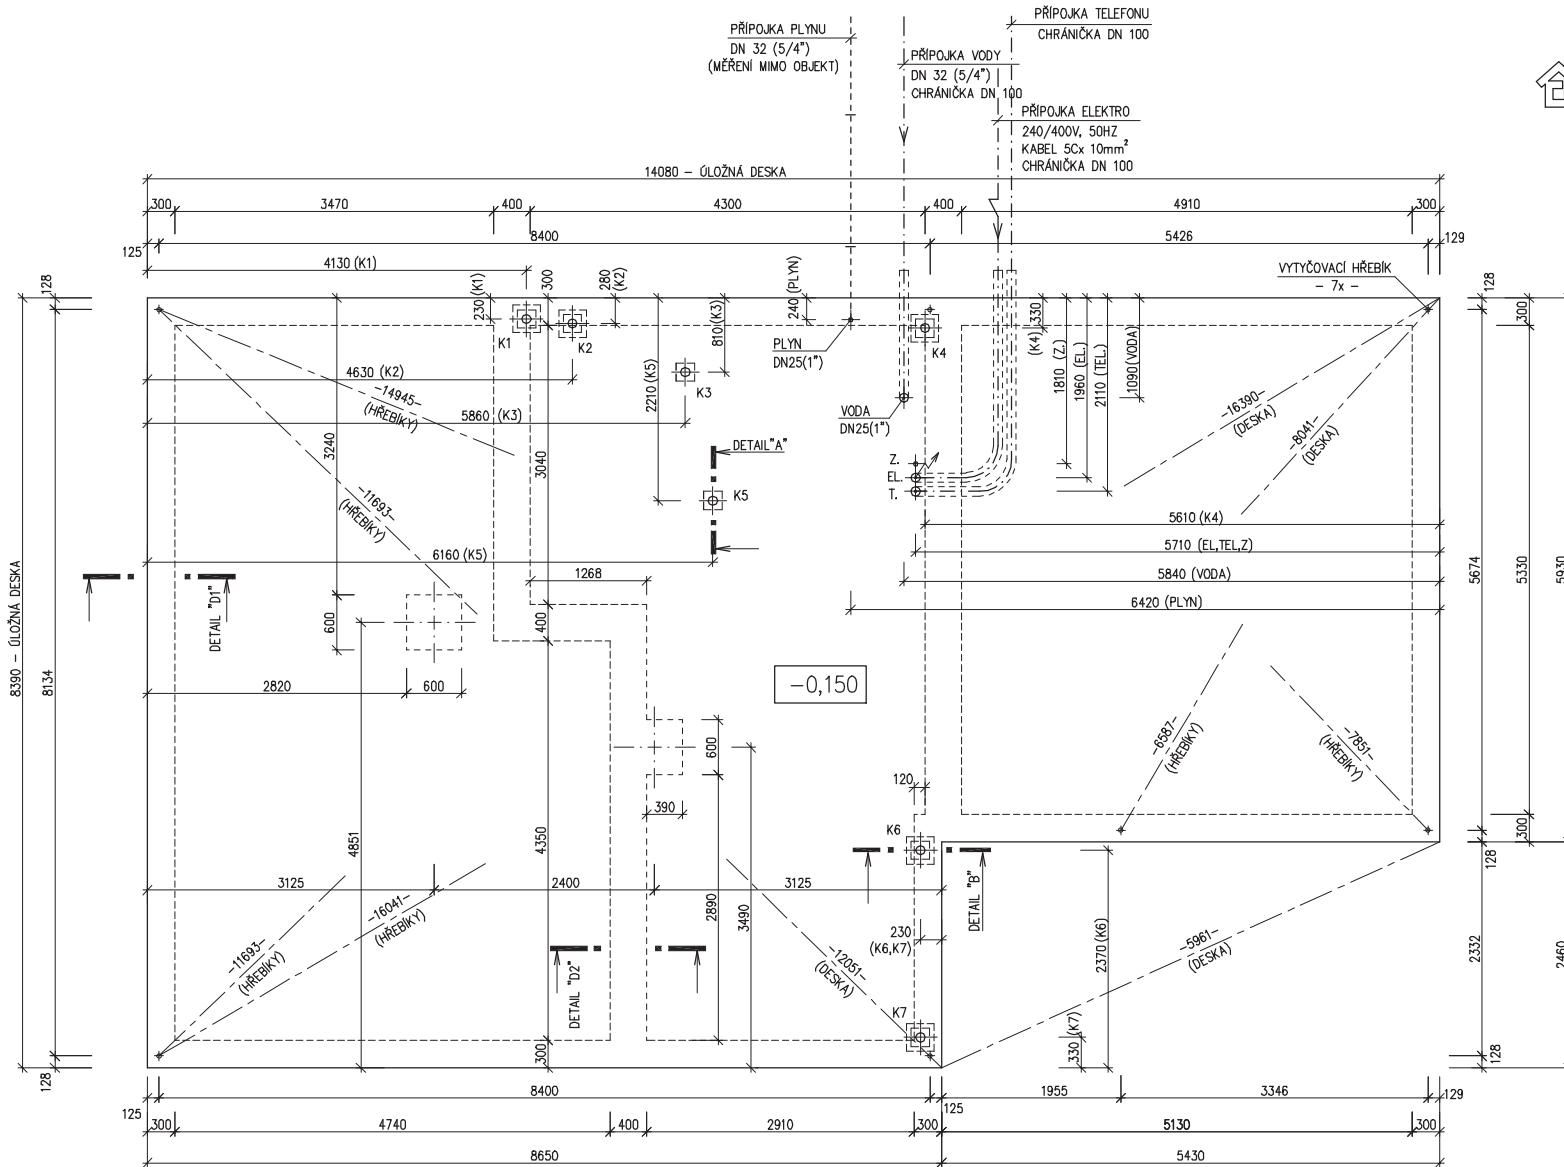 PŘÍPOJKA PLYNU
DN 32 (5/4")
(MĚŘENÍ MIMO OBJEKT)
PŘÍPOJKA TELEFONU
CHRÁNIČKA DN 100
PŘÍPOJKA VODY
DN 32 (5/4")
CHRÁNIČKA DN 100
PŘÍPOJKA ELEKTRO
240/400V, 50HZ
KABEL 5Cx 10mm²
CHRÁNIČKA DN 100
14080 - ÚLOŽNÁ DESKA
300 3470 400 4300 400 4910 300
125 8400 5426 129
4130 (K1)
128
230 (K1)
300
280 (K2)
810 (K3)
240 (PLYN)
330 (K4)
1810 (Z.)
1960 (EL.)
2110 (TEL.)
1090 (VODA)
VYTYČOVACÍ HŘEBÍK
- 7x -
128
300
K1
K2
K3
K4
PLYN
DN25(1")
4630 (K2)
2210 (K5)
-14945-
(HŘEBÍKY)
5860 (K3)
VODA
DN25(1")
-16390-
(DESKA)
-8041-
(DESKA)
3240
3040
DETAIL"A"
Z.
EL.
T.
-11693-
(HŘEBÍKY)
K5
5610 (K4)
6160 (K5)
5710 (EL,TEL,Z)
1268
5840 (VODA)
6420 (PLYN)
5674
5330
5930
8390 - ÚLOŽNÁ DESKA
8134
DETAIL "D1"
600
400
2820 600
-0,150
600
390
120
-6587-
(HŘEBÍKY)
-7851-
(HŘEBÍKY)
4851
4350
K6
300
128
3125 2400 3125
2890
3490
DETAIL "B"
-16041-
(HŘEBÍKY)
-11693-
(HŘEBÍKY)
230
(K6,K7)
2370 (K6)
-5961-
(DESKA)
2332
2460
DETAIL "D2"
-12051-
(DESKA)
K7
330 (K7)
300
128
128
8400 1955 3346 129
125 125
300 4740 400 2910 300 5130 300
8650 5430